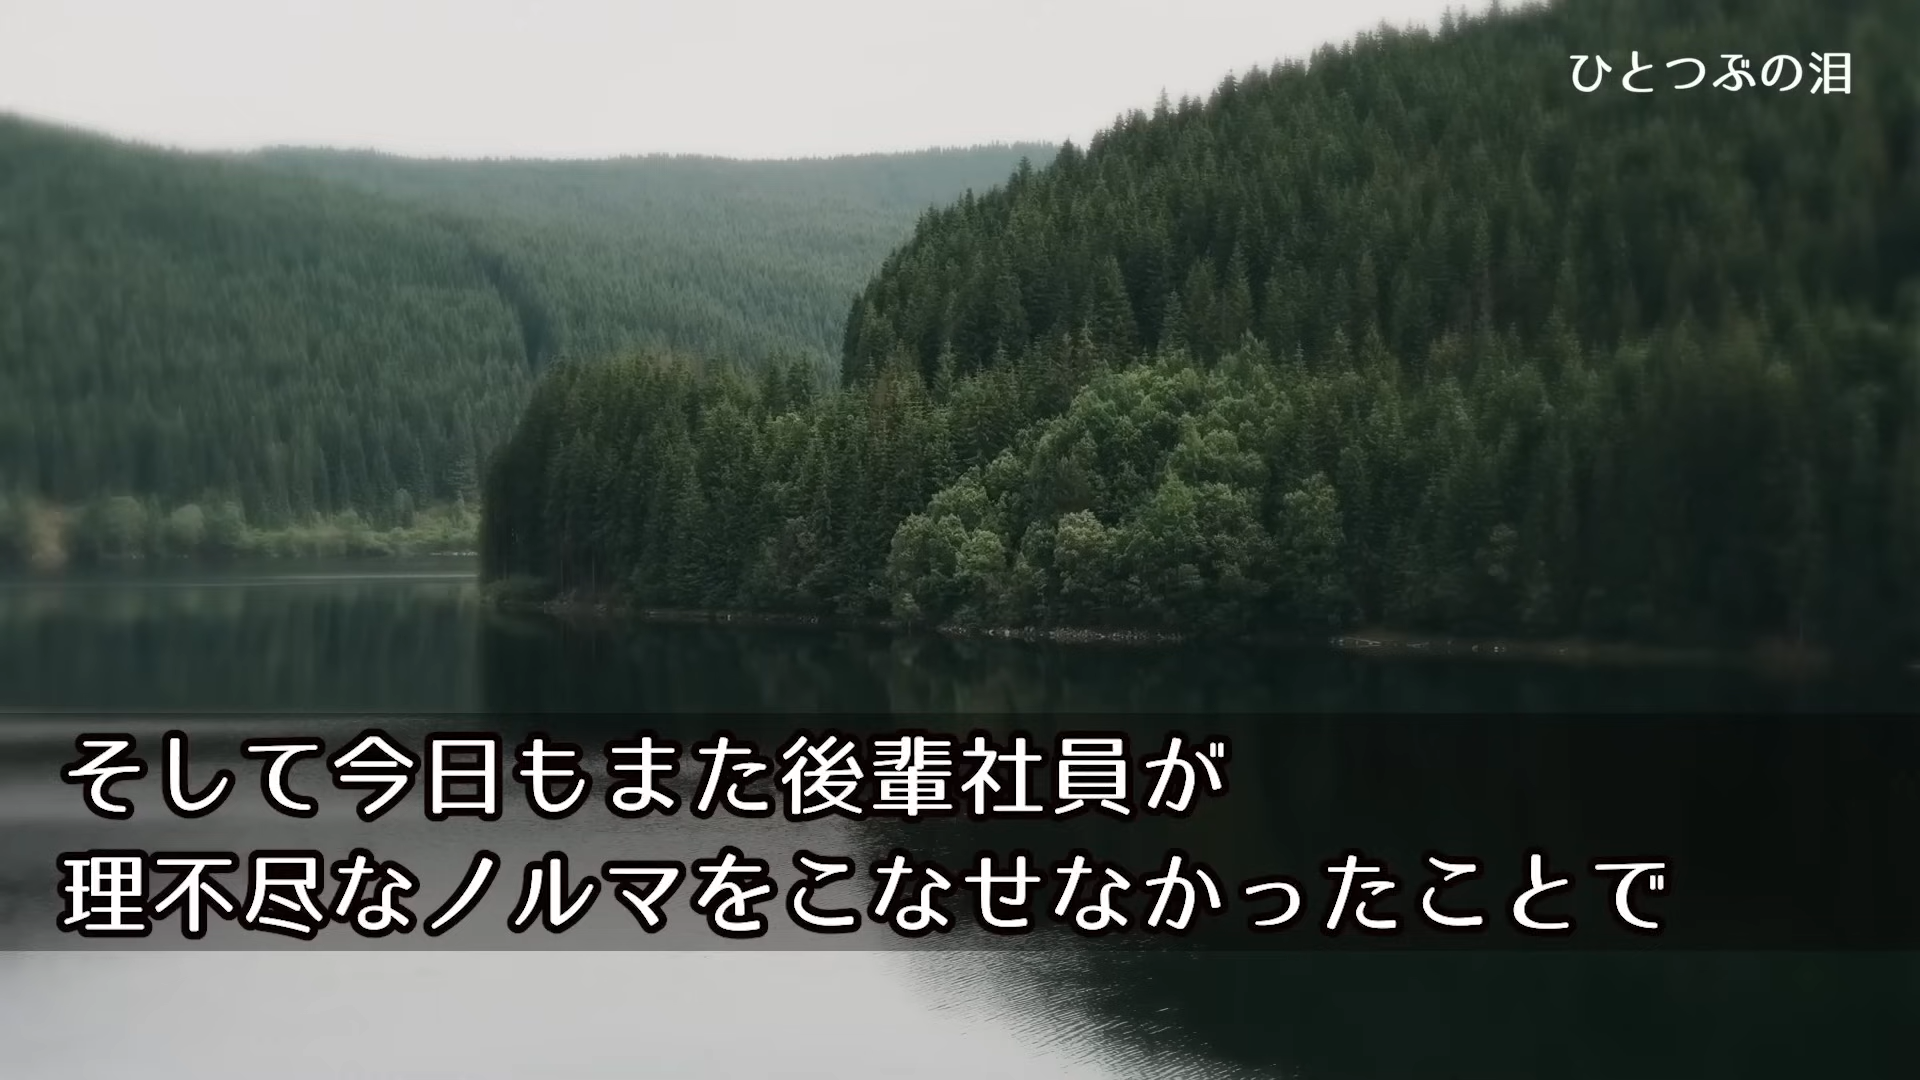 ひとつぶの泪
そして今日もまた後輩社員が
理不尽なノルマをこなせなかったことで